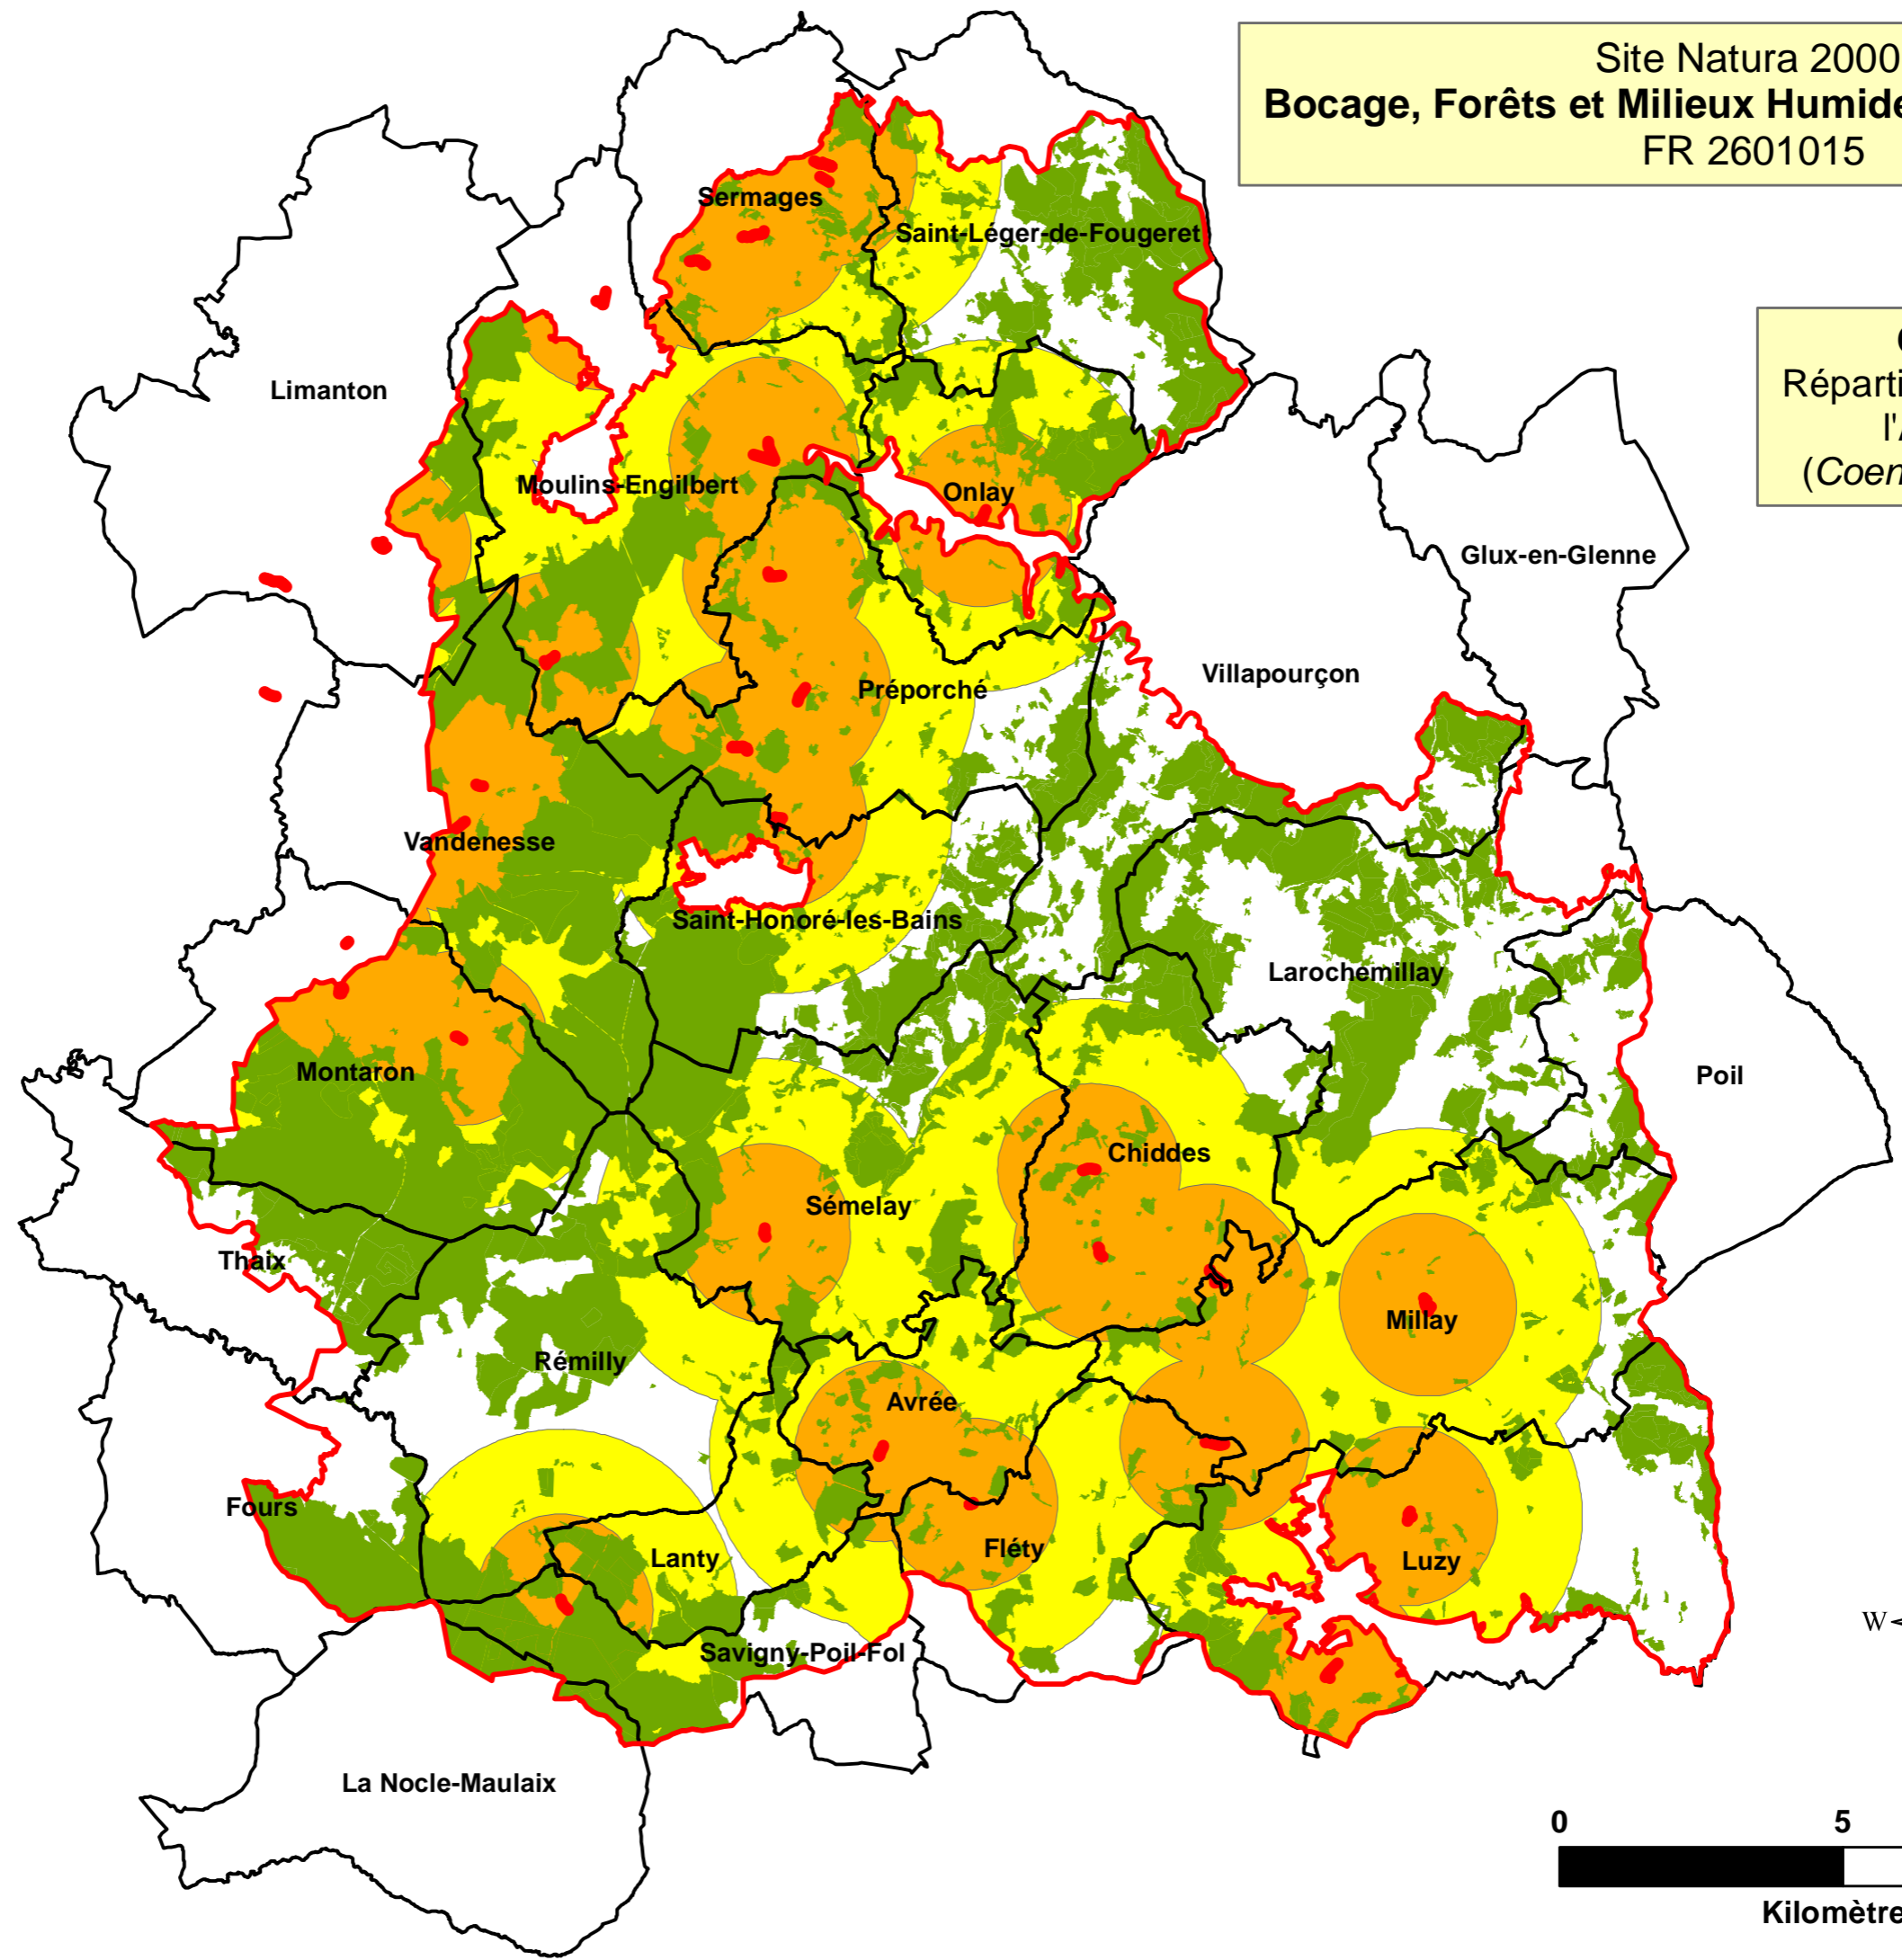 Site Natura 2000
Bocage, Forêts et Milieux Humide
FR 2601015
Réparti
l'
(Coen
Sermages
Saint-Léger-de-Fougeret
Limanton
Moulins-Engilbert
Onlay
Glux-en-Glenne
Villapourçon
Préporché
Vandenesse
Saint-Honoré-les-Bains
Larochemillay
Montaron
Poil
Chiddes
Sémelay
Thaix
Millay
Rémilly
Avrée
Fours
Fléty
Lanty
Luzy
W
Savigny-Poil-Fol
La Nocle-Maulaix
0 5
Kilomètre